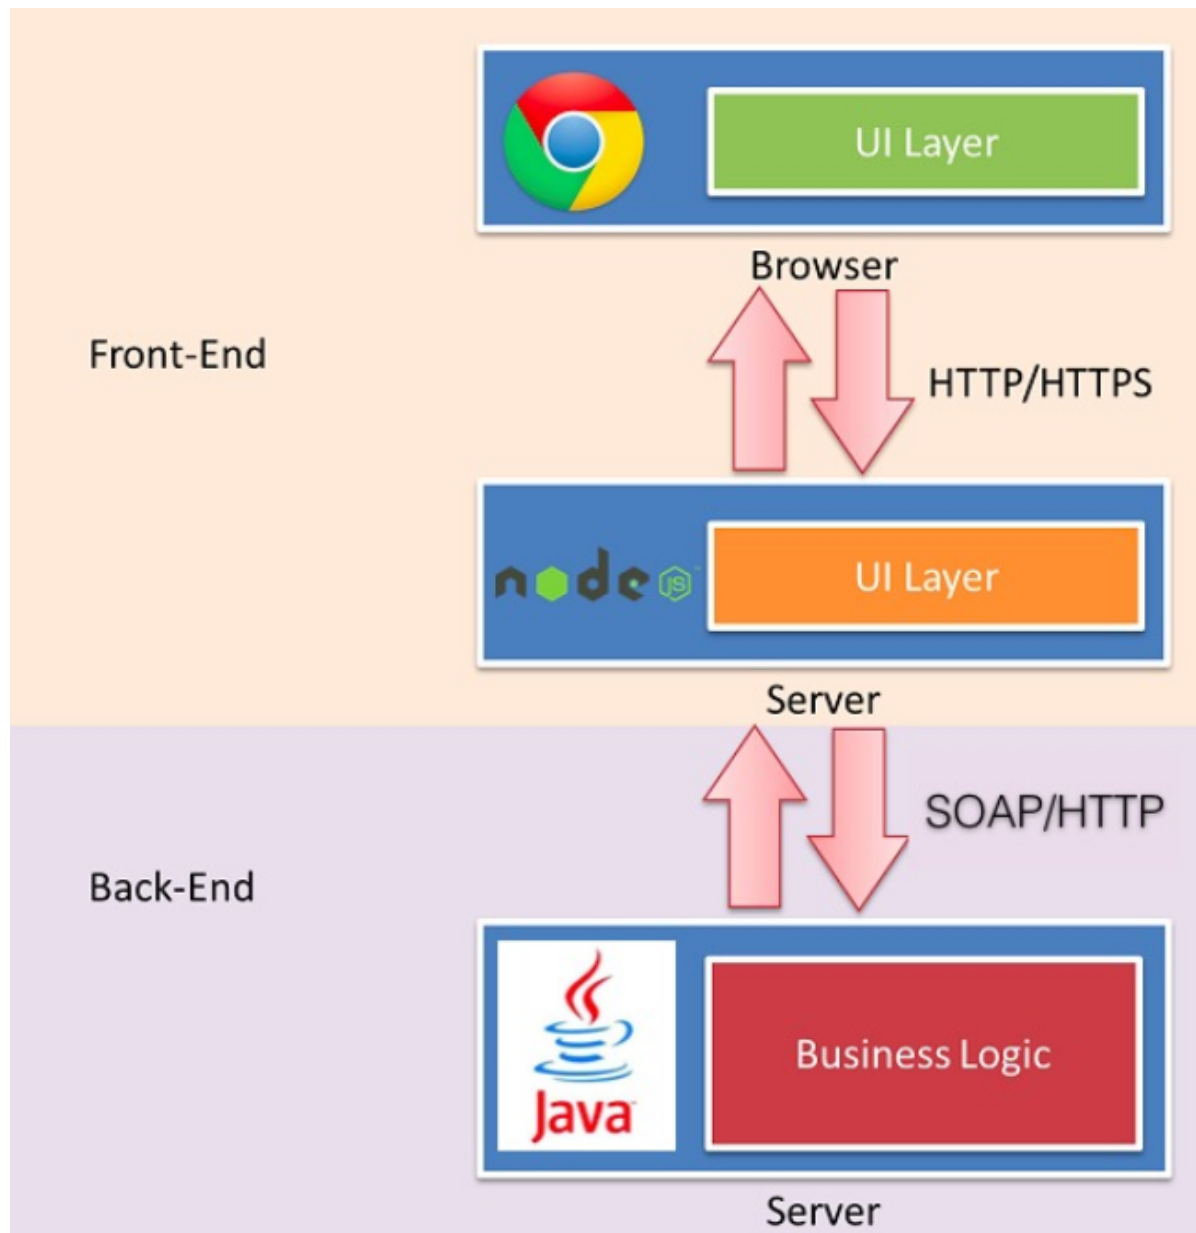 UI Layer
Browser
Front-End
HTTP/HTTPS
node JS
UI Layer
Server
SOAP/HTTP
Back-End
Java
Business Logic
Server